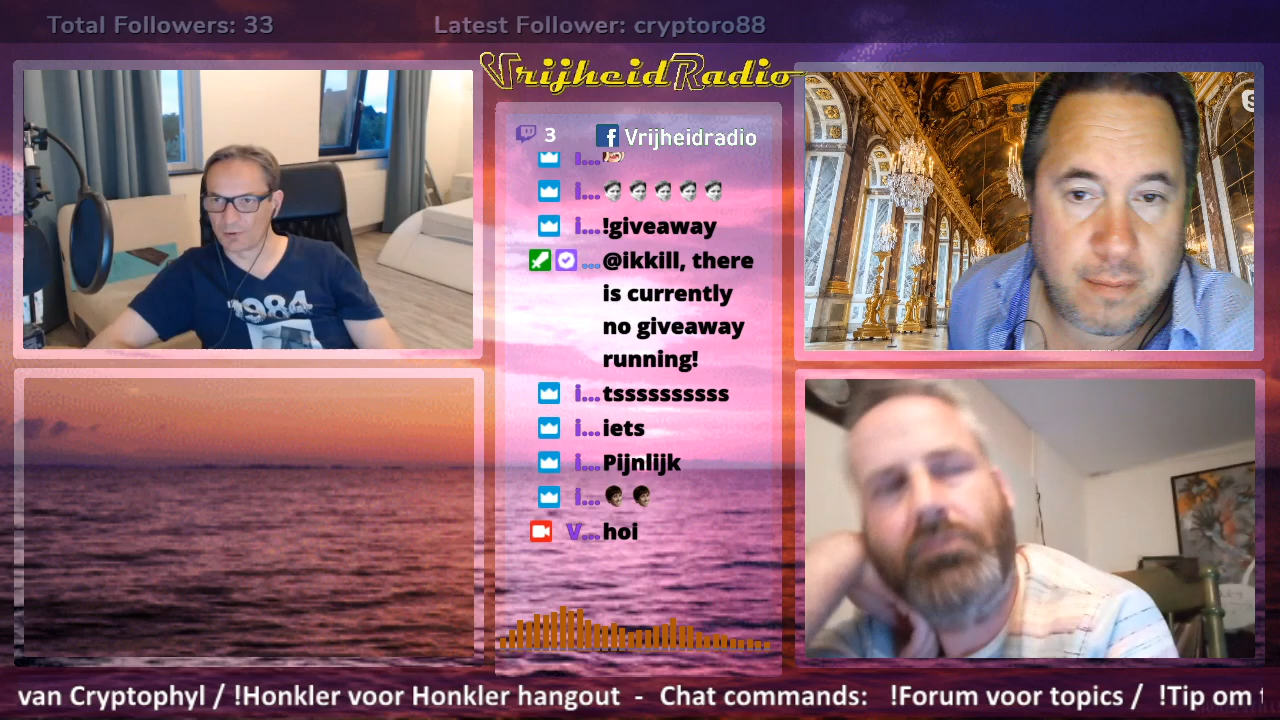 Total Followers: 33
Latest Follower: cryptoro88
VrijheidRadio
3
Vrijheidradio
i...
i...
i... !giveaway
... @ikkill, there
is currently
no giveaway
running!
i... tssssssssss
i... iets
i... Pijnlijk
i...
V... hoi
1984
van Cryptophyl / !Honkler voor Honkler hangout - Chat commands: !Forum voor topics / !Tip om